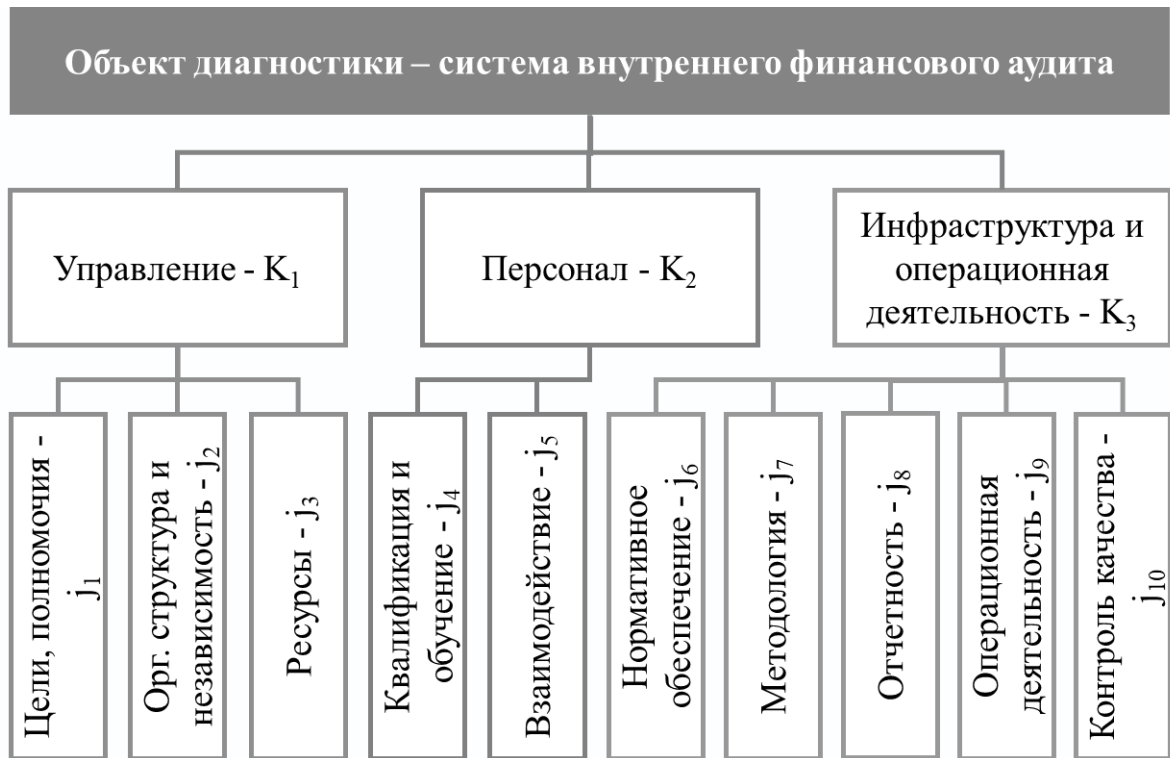 Объект диагностики – система внутреннего финансового аудита
Управление - K₁
Персонал - K₂
Инфраструктура и
операционная
деятельность - K₃
Цели, полномочия -
j₁
Орг. структура и
независимость - j₂
Ресурсы - j₃
Квалификация и
обучение - j₄
Взаимодействие - j₅
Нормативное
обеспечение - j₆
Методология - j₇
Отчетность - j₈
Операционная
деятельность - j₉
Контроль качества -
j₁₀